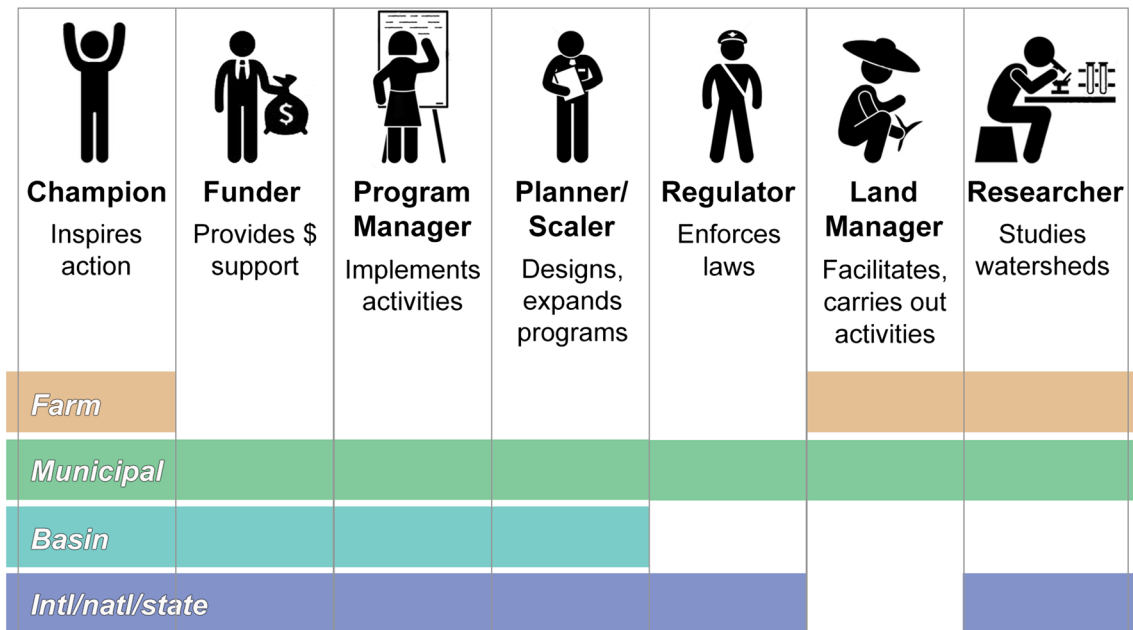 $
Champion
Inspires
action
Funder
Provides $
support
Program
Manager
Implements
activities
Planner/
Scaler
Designs,
expands
programs
Regulator
Enforces
laws
Land
Manager
Facilitates,
carries out
activities
Researcher
Studies
watersheds
Farm
Municipal
Basin
Intl/natl/state